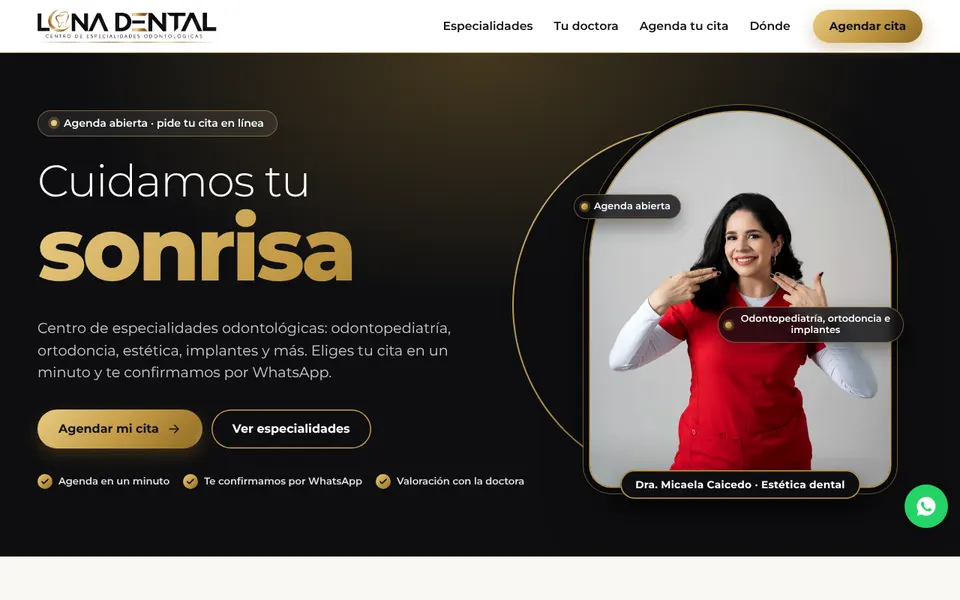 LONA DENTAL
CENTRO DE ESPECIALIDADES ODONTOLÓGICAS
Especialidades
Tu doctora
Agenda tu cita
Dónde
Agendar cita
Agenda abierta · pide tu cita en línea
Cuidamos tu
sonrisa
Centro de especialidades odontológicas: odontopediatría,
ortodoncia, estética, implantes y más. Eliges tu cita en un
minuto y te confirmamos por WhatsApp.
Agendar mi cita →
Ver especialidades
Agenda en un minuto
Te confirmamos por WhatsApp
Valoración con la doctora
Agenda abierta
Odontopediatría, ortodoncia e
implantes
Dra. Micaela Caicedo · Estética dental